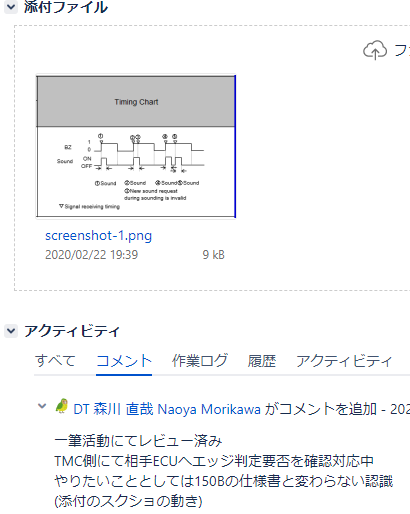 添付ファイル
フ
Timing Chart
BZ 1 0
Sound ON OFF
①Sound ②Sound ④Sound⑤Sound
③New sound request
during sounding is invalid
▽Signal receiving timing
screenshot-1.png
2020/02/22 19:39 9 kB
アクティビティ
すべて コメント 作業ログ 履歴 アクティビティ
DT 森川 直哉 Naoya Morikawa がコメントを追加 - 202
一筆活動にてレビュー済み
TMC側にて相手ECUへエッジ判定要否を確認対応中
やりたいこととしては150Bの仕様書と変わらない認識
(添付のスクショの動き)